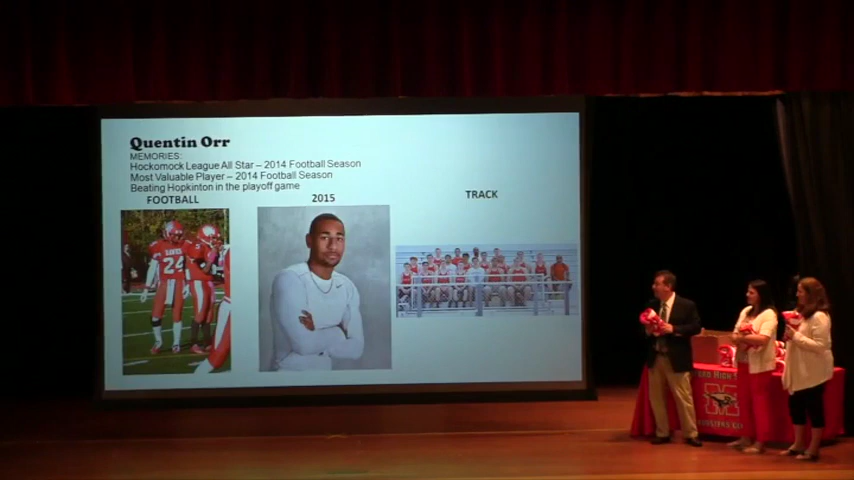 Quentin Orr
MEMORIES:
Hockomock League All Star – 2014 Football Season
Most Valuable Player – 2014 Football Season
Beating Hopkinton in the playoff game
FOOTBALL
2015
TRACK
24
HIGH
M